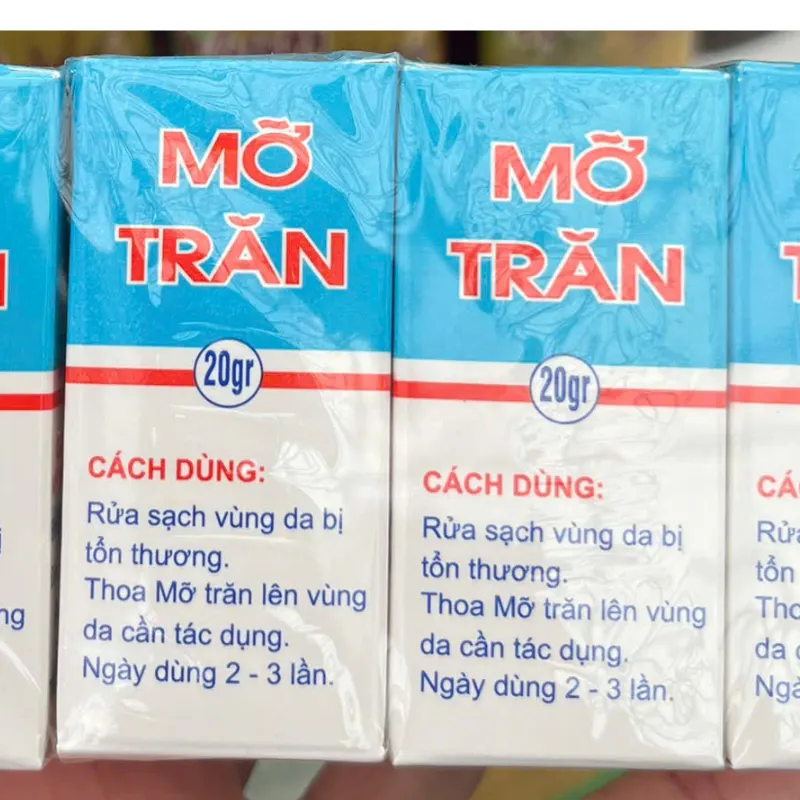 MỠ
TRĂN
20gr
CÁCH DÙNG:
Rửa sạch vùng da bị
tổn thương.
Thoa Mỡ trăn lên vùng
da cần tác dụng.
Ngày dùng 2 - 3 lần.
MỠ
TRĂN
20gr
CÁCH DÙNG:
Rửa sạch vùng da bị
tổn thương.
Thoa Mỡ trăn lên vùng
da cần tác dụng.
Ngày dùng 2 - 3 lần.